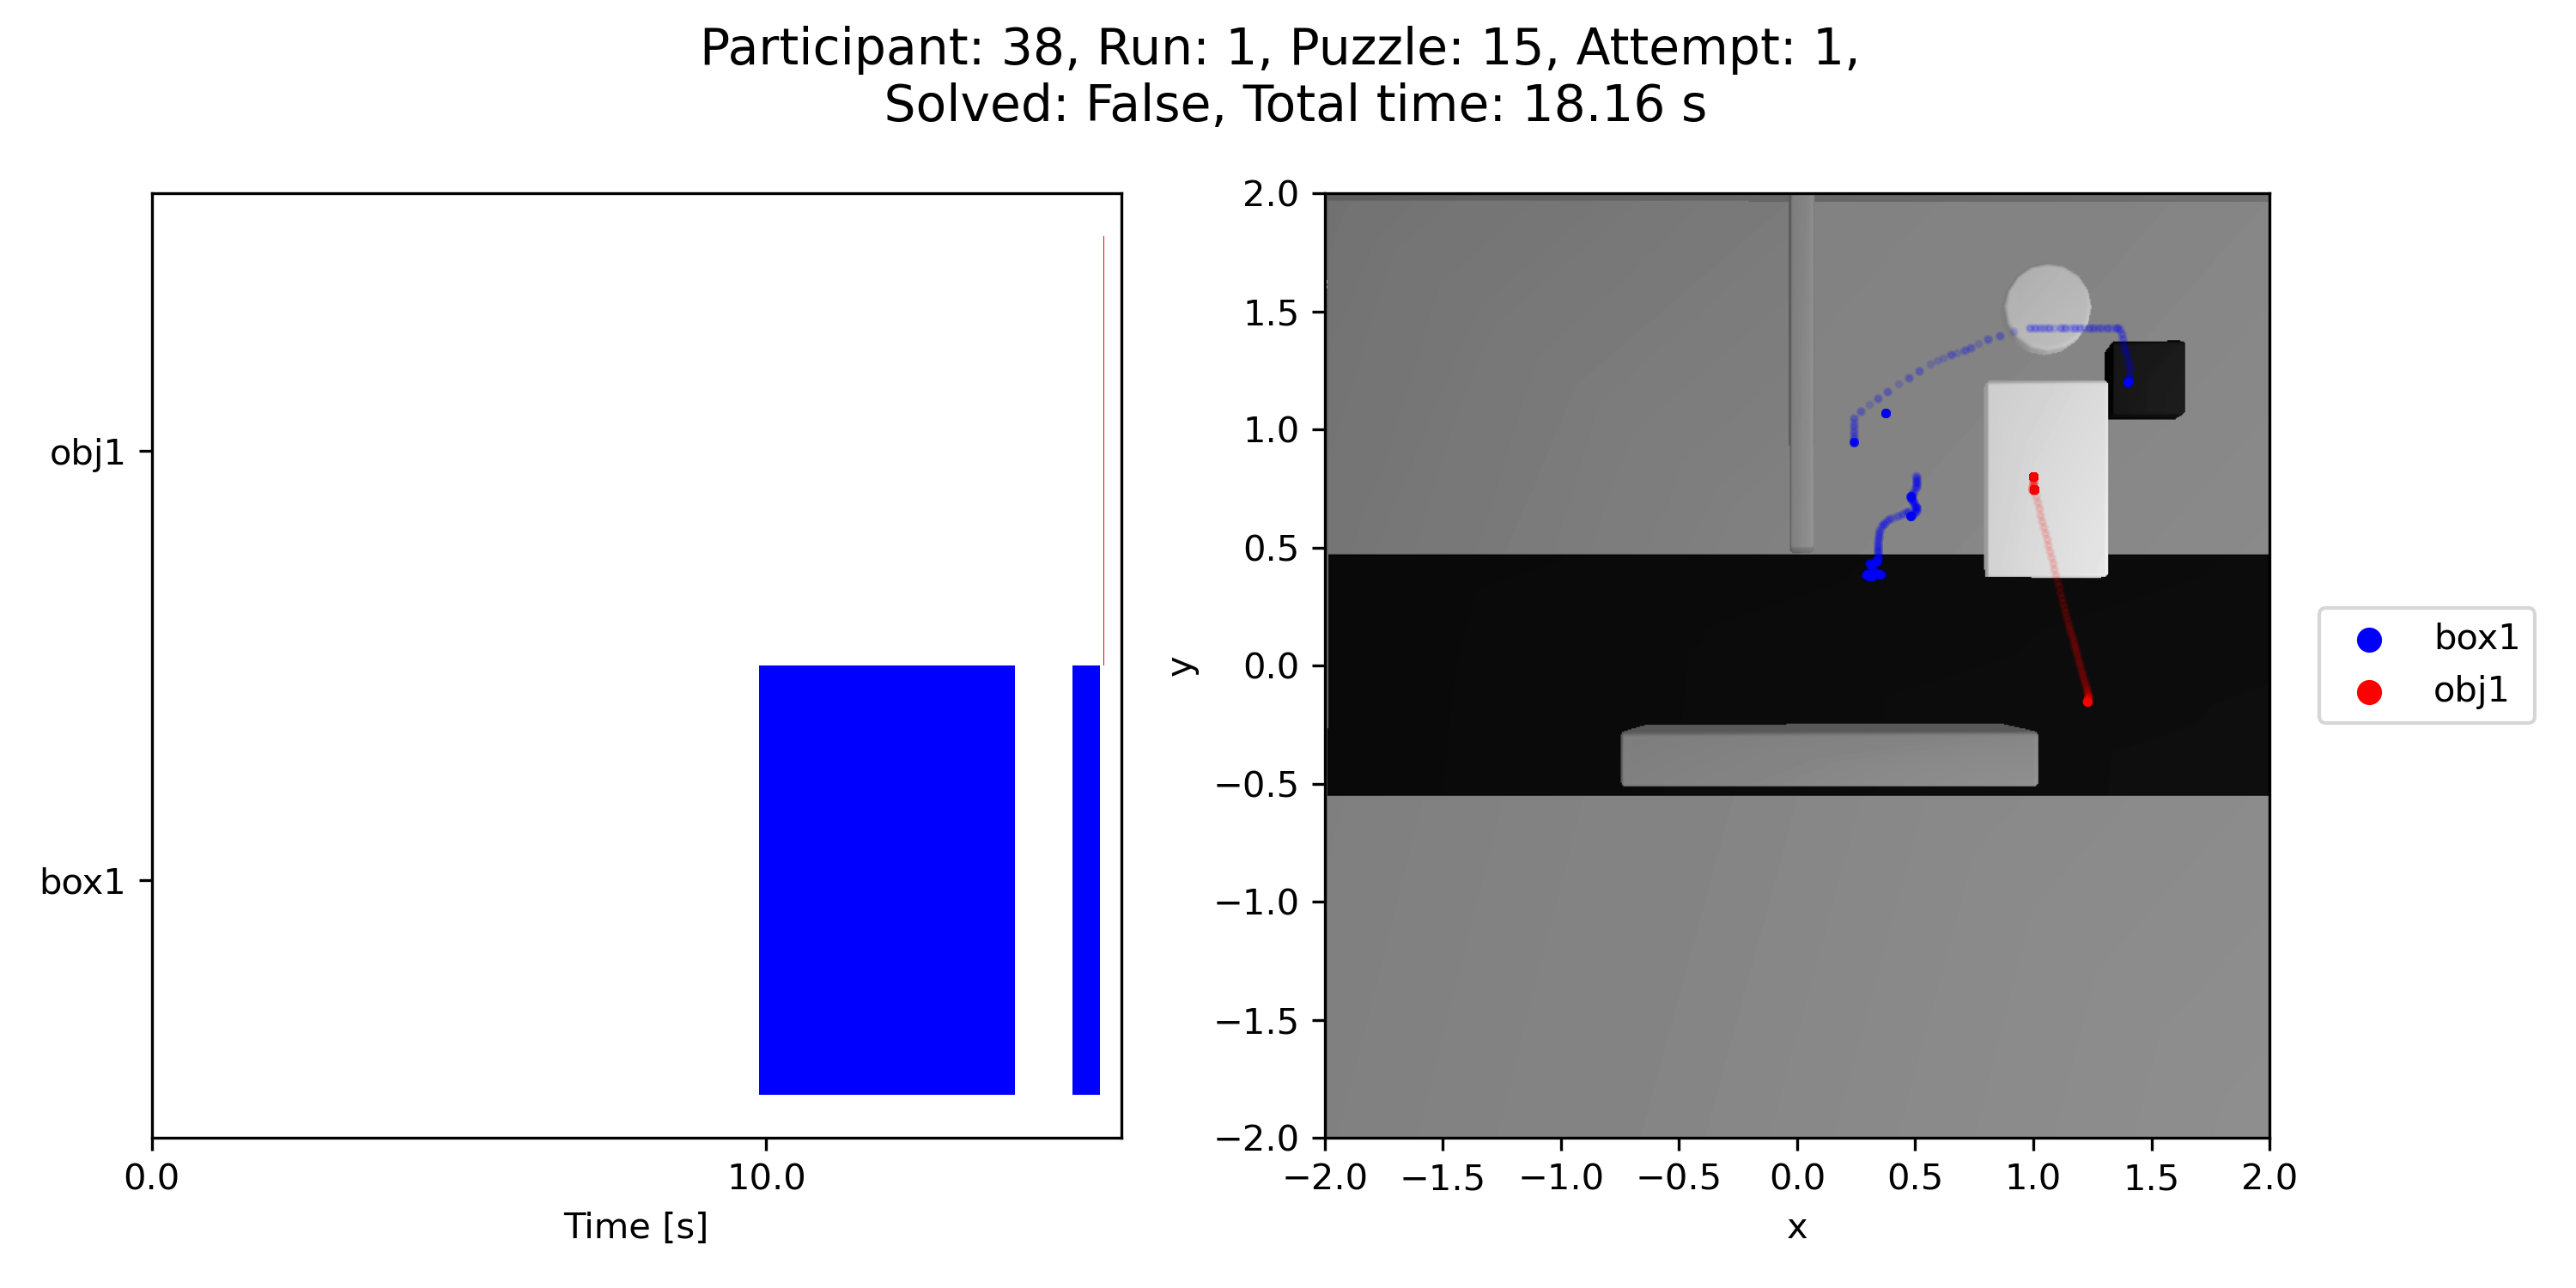 Participant: 38, Run: 1, Puzzle: 15, Attempt: 1,
Solved: False, Total time: 18.16 s
obj1
box1
0.0
10.0
Time [s]
2.0
1.5
1.0
0.5
0.0
−0.5
−1.0
−1.5
−2.0
y
−2.0
−1.5
−1.0
−0.5
0.0
0.5
1.0
1.5
2.0
x
box1
obj1